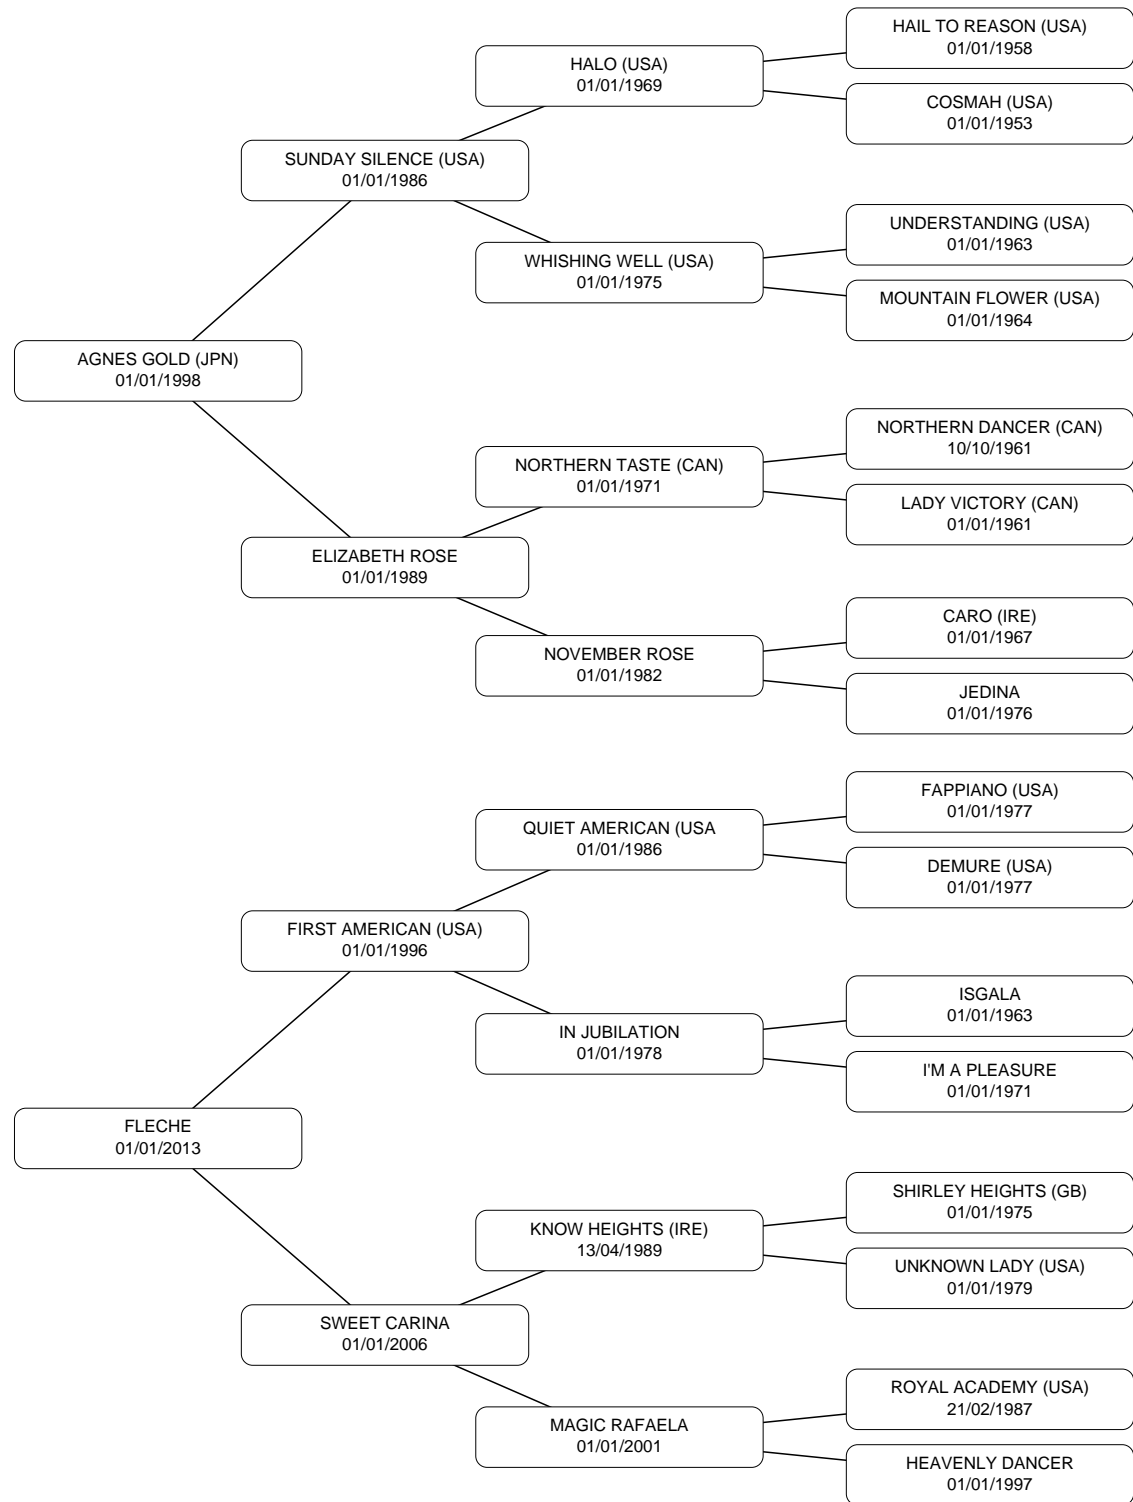 HAIL TO REASON (USA)
01/01/1958
HALO (USA)
01/01/1969
COSMAH (USA)
01/01/1953
SUNDAY SILENCE (USA)
01/01/1986
UNDERSTANDING (USA)
01/01/1963
WHISHING WELL (USA)
01/01/1975
MOUNTAIN FLOWER (USA)
01/01/1964
AGNES GOLD (JPN)
01/01/1998
NORTHERN DANCER (CAN)
10/10/1961
NORTHERN TASTE (CAN)
01/01/1971
LADY VICTORY (CAN)
01/01/1961
ELIZABETH ROSE
01/01/1989
CARO (IRE)
01/01/1967
NOVEMBER ROSE
01/01/1982
JEDINA
01/01/1976
FAPPIANO (USA)
01/01/1977
QUIET AMERICAN (USA
01/01/1986
DEMURE (USA)
01/01/1977
FIRST AMERICAN (USA)
01/01/1996
ISGALA
01/01/1963
IN JUBILATION
01/01/1978
I'M A PLEASURE
01/01/1971
FLECHE
01/01/2013
SHIRLEY HEIGHTS (GB)
01/01/1975
KNOW HEIGHTS (IRE)
13/04/1989
UNKNOWN LADY (USA)
01/01/1979
SWEET CARINA
01/01/2006
ROYAL ACADEMY (USA)
21/02/1987
MAGIC RAFAELA
01/01/2001
HEAVENLY DANCER
01/01/1997